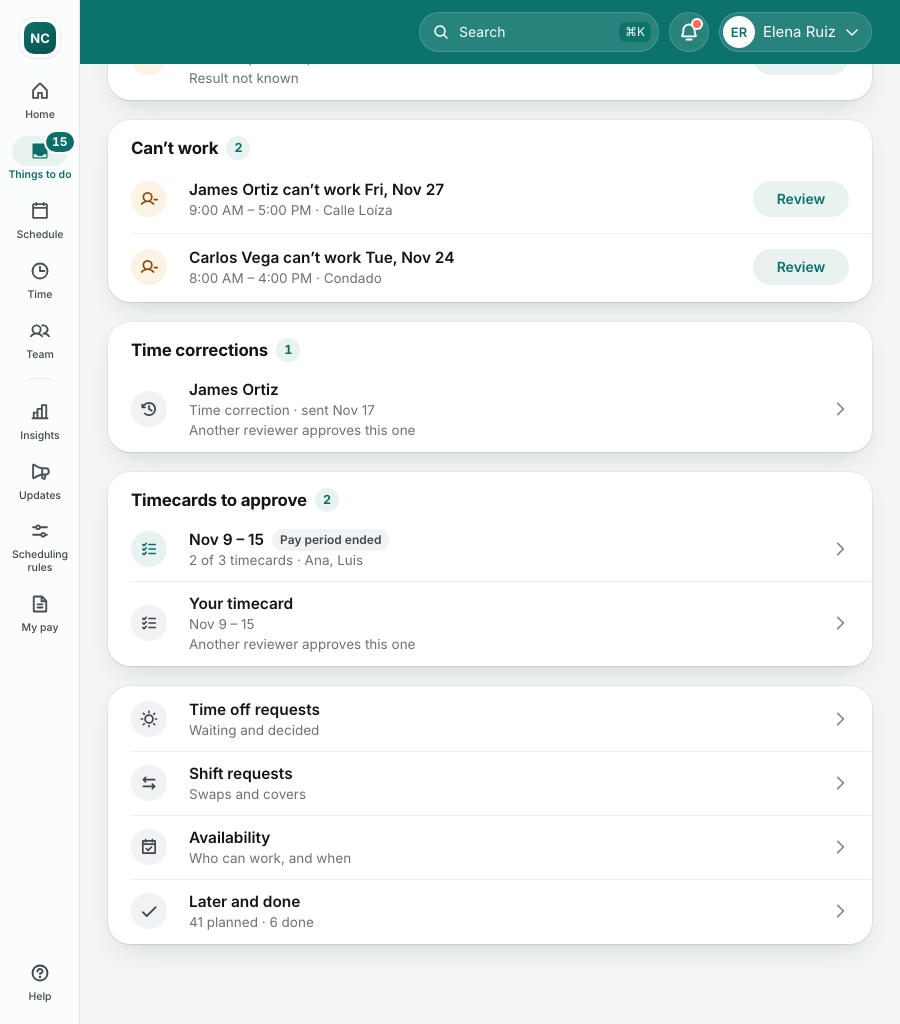 NC
Search
⌘K
ER
Elena Ruiz
Home
15
Things to do
Schedule
Time
Team
Insights
Updates
Scheduling
rules
My pay
Help
Result not known
Can’t work 2
James Ortiz can’t work Fri, Nov 27
9:00 AM – 5:00 PM · Calle Loíza
Review
Carlos Vega can’t work Tue, Nov 24
8:00 AM – 4:00 PM · Condado
Review
Time corrections 1
James Ortiz
Time correction · sent Nov 17
Another reviewer approves this one
Timecards to approve 2
Nov 9 – 15 Pay period ended
2 of 3 timecards · Ana, Luis
Your timecard
Nov 9 – 15
Another reviewer approves this one
Time off requests
Waiting and decided
Shift requests
Swaps and covers
Availability
Who can work, and when
Later and done
41 planned · 6 done